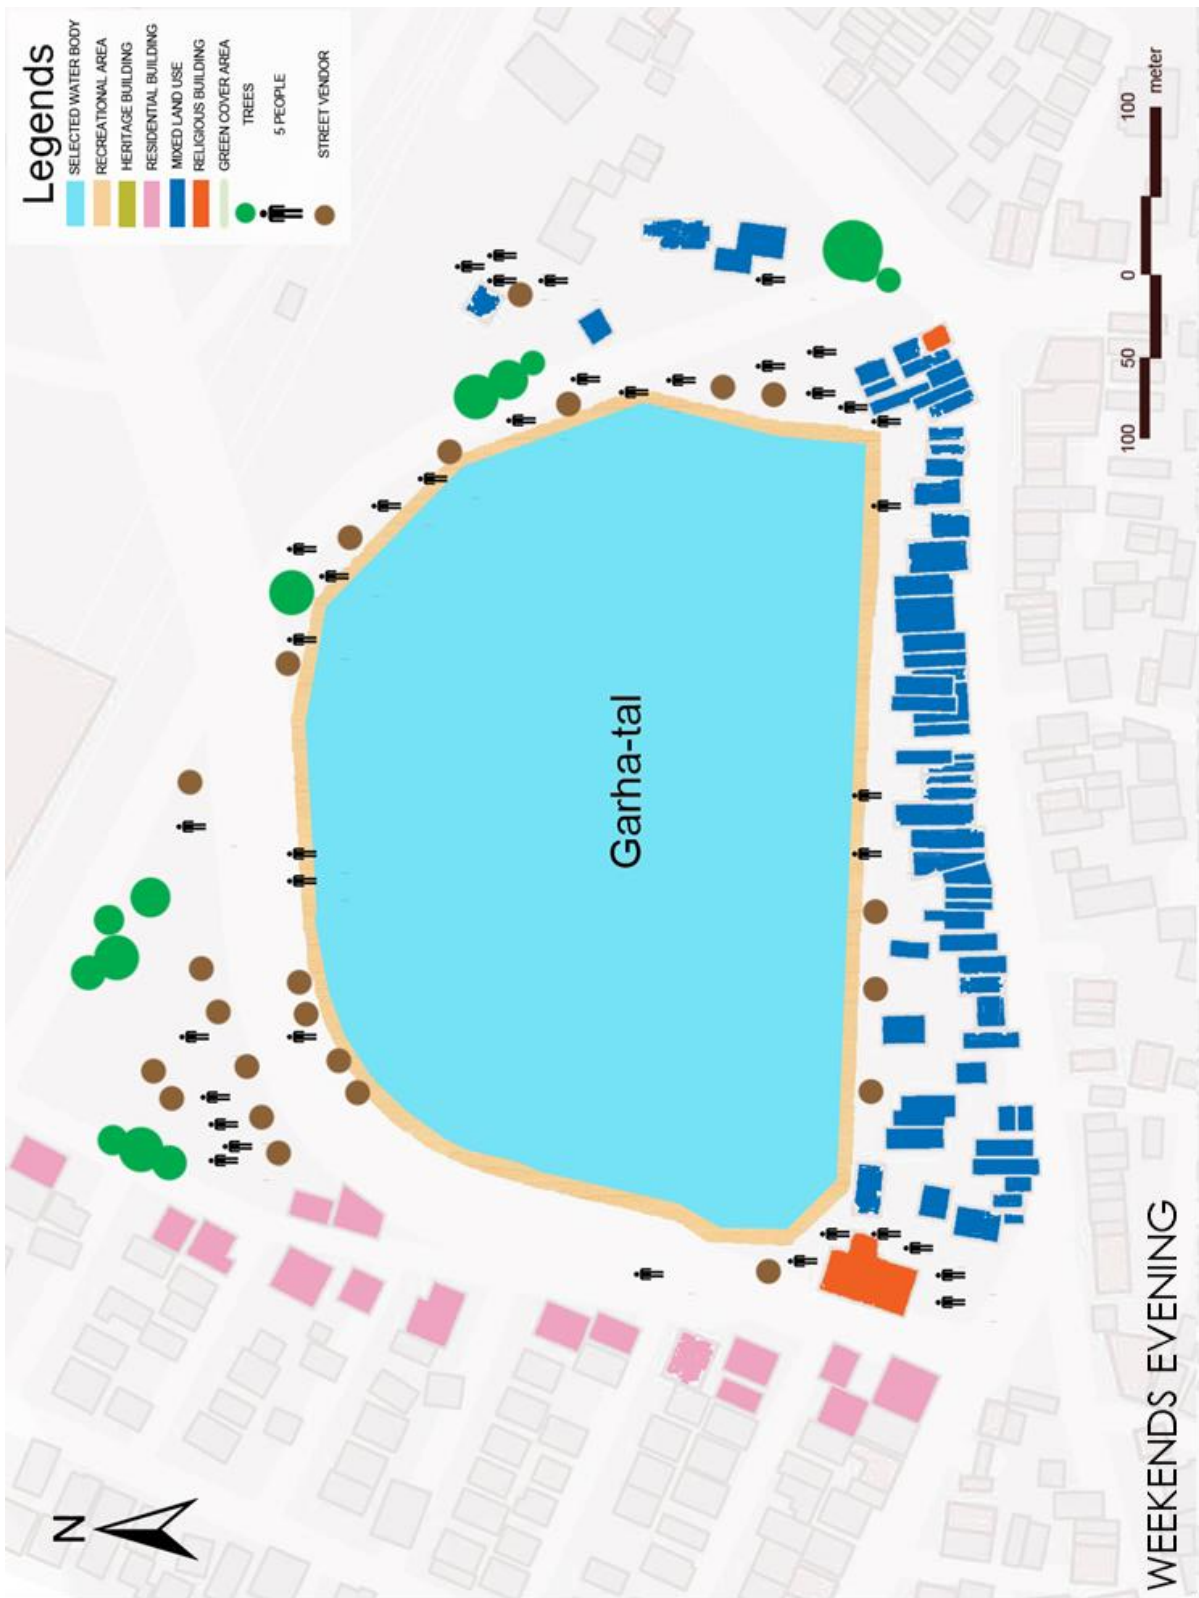 Legends
SELECTED WATER BODY
RECREATIONAL AREA
HERITAGE BUILDING
RESIDENTIAL BUILDING
MIXED LAND USE
RELIGIOUS BUILDING
GREEN COVER AREA
TREES
5 PEOPLE
STREET VENDOR
Garha-tal
N
WEEKENDS EVENING
100 50 0 100
meter